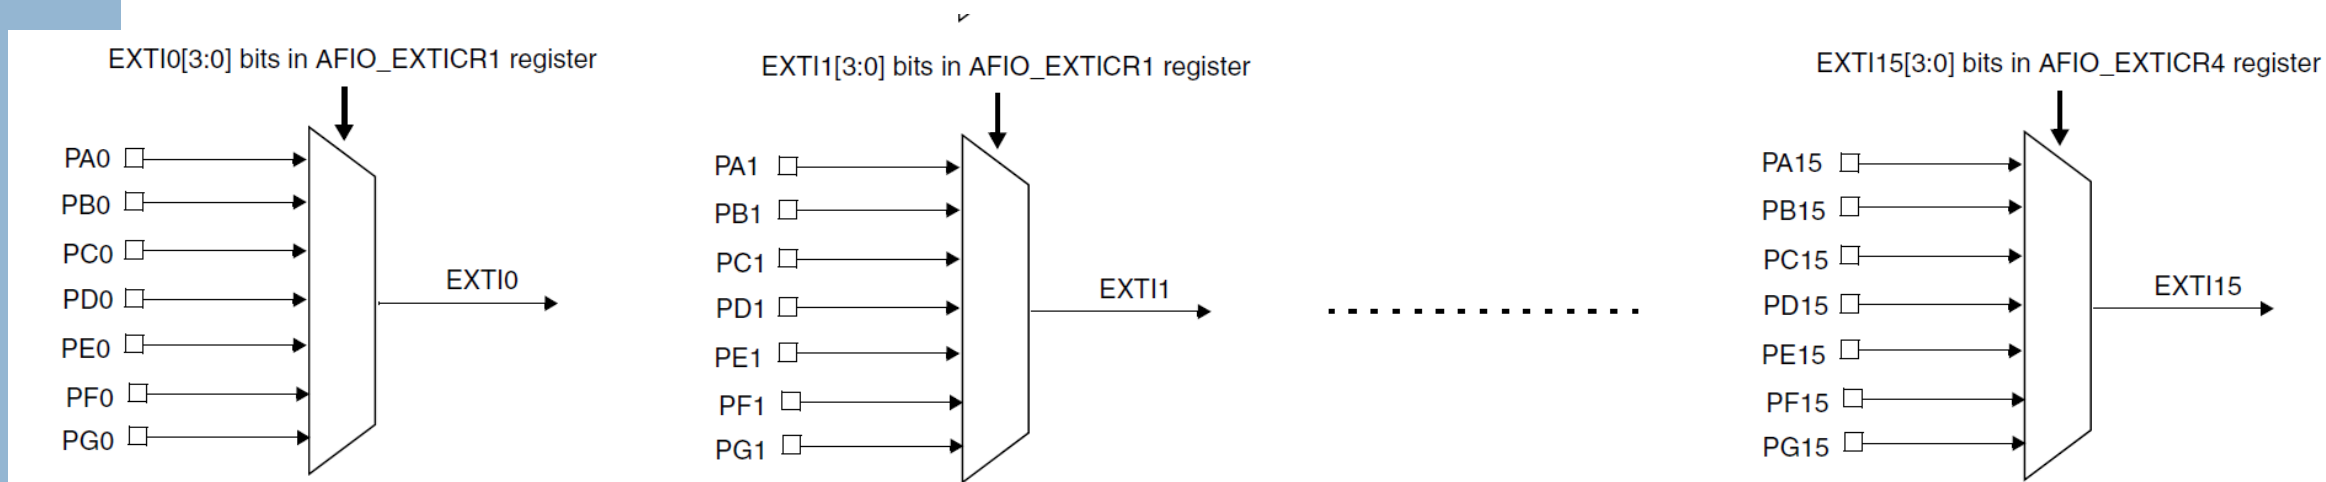 EXTI0[3:0] bits in AFIO_EXTICR1 register
PA0
PB0
PC0
PD0
PE0
PF0
PG0
EXTI0
EXTI1[3:0] bits in AFIO_EXTICR1 register
PA1
PB1
PC1
PD1
PE1
PF1
PG1
EXTI1
EXTI15[3:0] bits in AFIO_EXTICR4 register
PA15
PB15
PC15
PD15
PE15
PF15
PG15
EXTI15